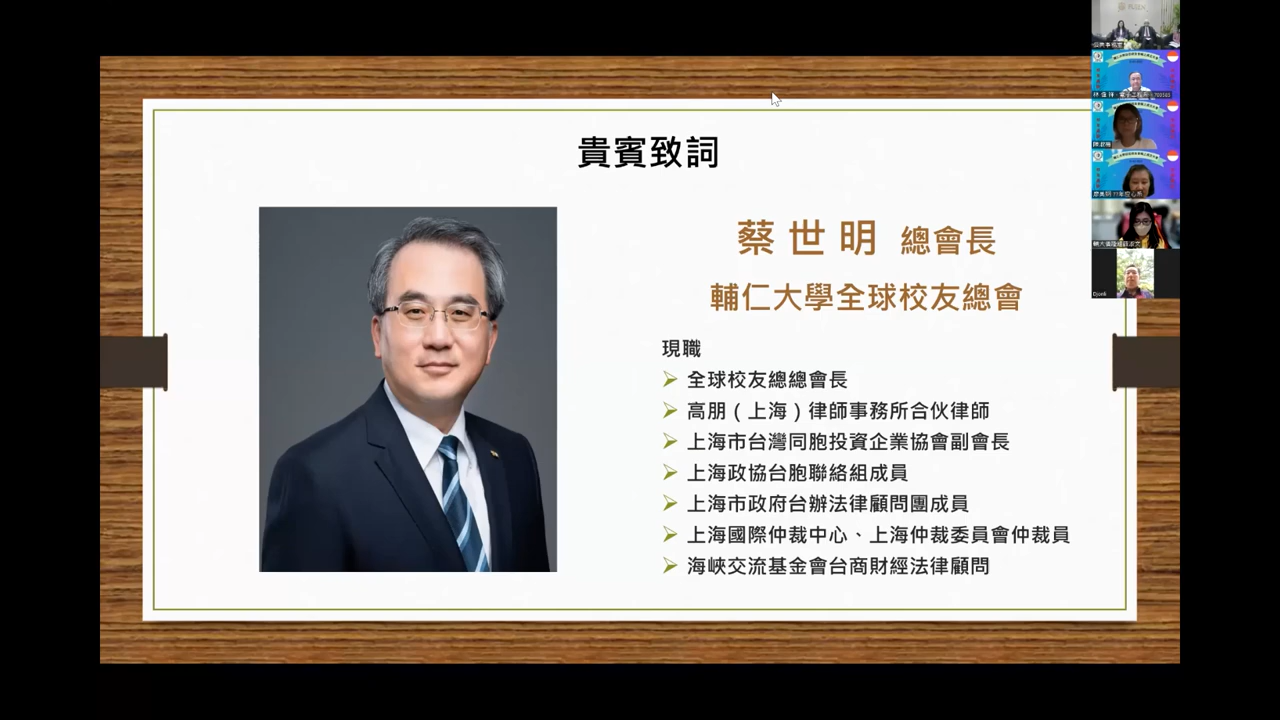 貴賓致詞
蔡世明 總會長
輔仁大學全球校友總會
現職
全球校友總總會長
高朋(上海)律師事務所合伙律師
上海市台灣同胞投資企業協會副會長
上海政協台胞聯絡組成員
上海市政府台辦法律顧問團成員
上海國際仲裁中心、上海仲裁委員會仲裁員
海峽交流基金會台商財經法律顧問
Djonli